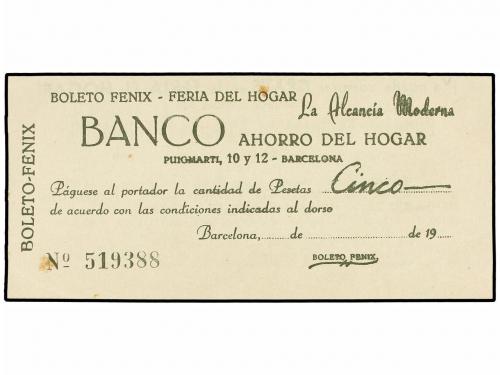 BOLETO FENIX - FERIA DEL HOGAR La Alcancía Moderna
BANCO AHORRO DEL HOGAR
PUIGMARTI, 10 y 12 - BARCELONA
Páguese al portador la cantidad de Pesetas Cinco
de acuerdo con las condiciones indicadas al dorso
Barcelona,........ de ........ de 19....
Nº 519388
BOLETO FENIX
BOLETO-FENIX